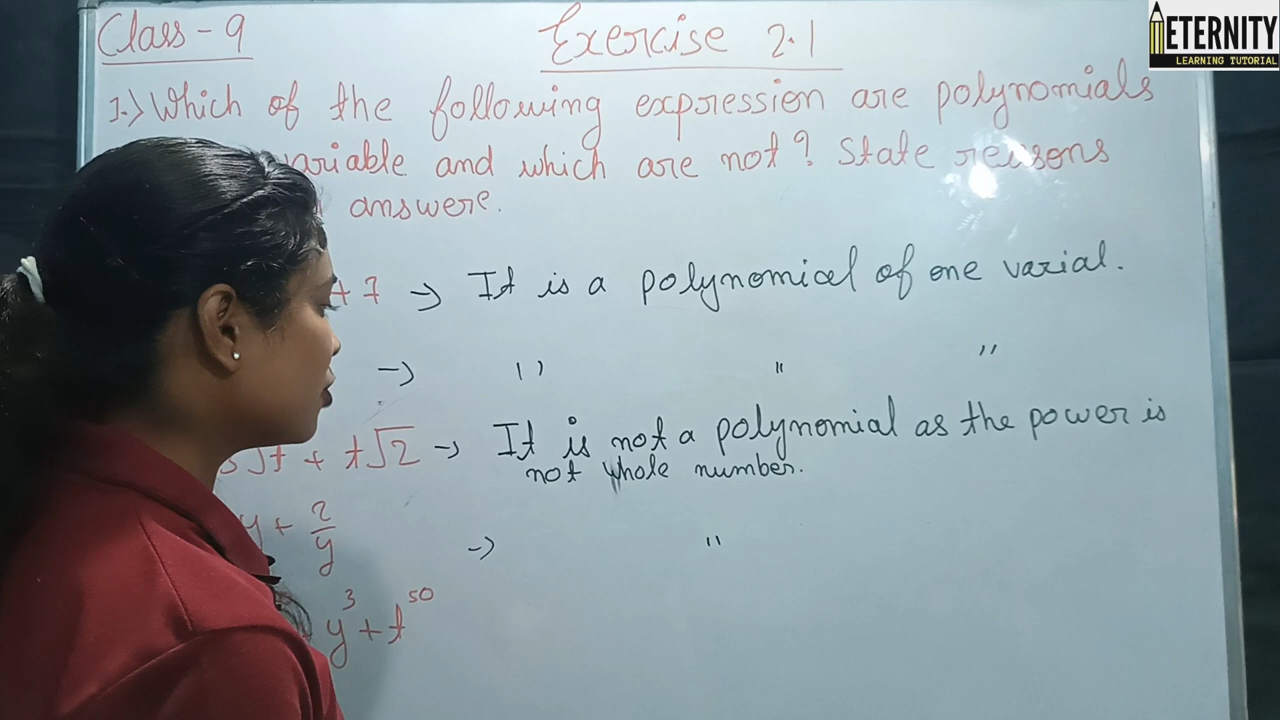 Class - 9
Exercise 2.1
ETERNITY
LEARNING TUTORIAL
1.) Which of the following expression are polynomials
variable and which are not? State reasons
answere.
+ 7 → It is a polynomial of one varial.
→ " " "
3√t + t√2 → It is not a polynomial as the power is
not whole number.
y + 2/y → "
y³ + t⁵⁰